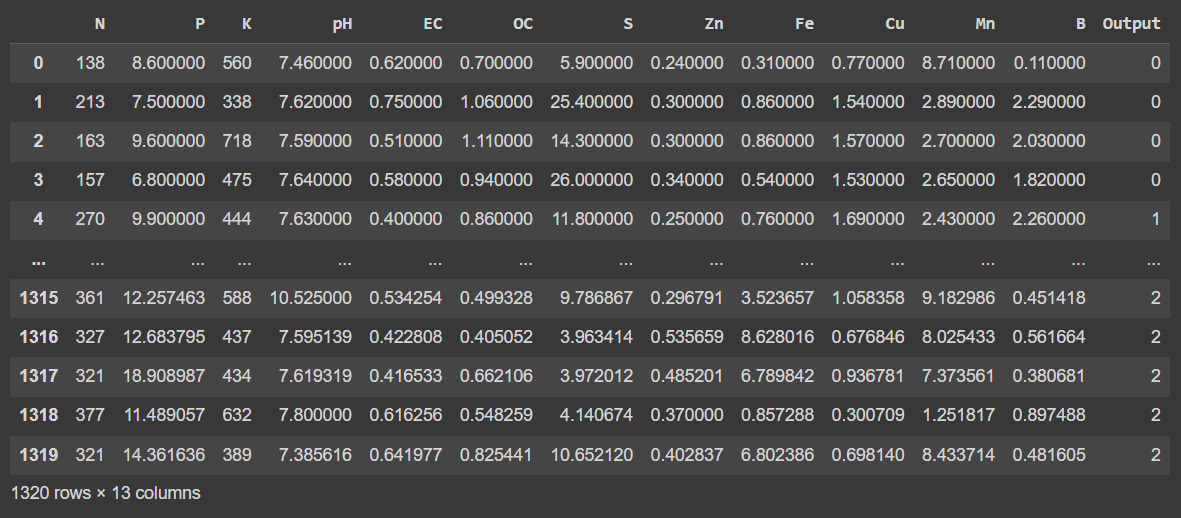 N P K pH EC OC S Zn Fe Cu Mn B Output
0 138 8.600000 560 7.460000 0.620000 0.700000 5.900000 0.240000 0.310000 0.770000 8.710000 0.110000 0
1 213 7.500000 338 7.620000 0.750000 1.060000 25.400000 0.300000 0.860000 1.540000 2.890000 2.290000 0
2 163 9.600000 718 7.590000 0.510000 1.110000 14.300000 0.300000 0.860000 1.570000 2.700000 2.030000 0
3 157 6.800000 475 7.640000 0.580000 0.940000 26.000000 0.340000 0.540000 1.530000 2.650000 1.820000 0
4 270 9.900000 444 7.630000 0.400000 0.860000 11.800000 0.250000 0.760000 1.690000 2.430000 2.260000 1
... ... ... ... ... ... ... ... ... ... ... ... ... ...
1315 361 12.257463 588 10.525000 0.534254 0.499328 9.786867 0.296791 3.523657 1.058358 9.182986 0.451418 2
1316 327 12.683795 437 7.595139 0.422808 0.405052 3.963414 0.535659 8.628016 0.676846 8.025433 0.561664 2
1317 321 18.908987 434 7.619319 0.416533 0.662106 3.972012 0.485201 6.789842 0.936781 7.373561 0.380681 2
1318 377 11.489057 632 7.800000 0.616256 0.548259 4.140674 0.370000 0.857288 0.300709 1.251817 0.897488 2
1319 321 14.361636 389 7.385616 0.641977 0.825441 10.652120 0.402837 6.802386 0.698140 8.433714 0.481605 2
1320 rows × 13 columns